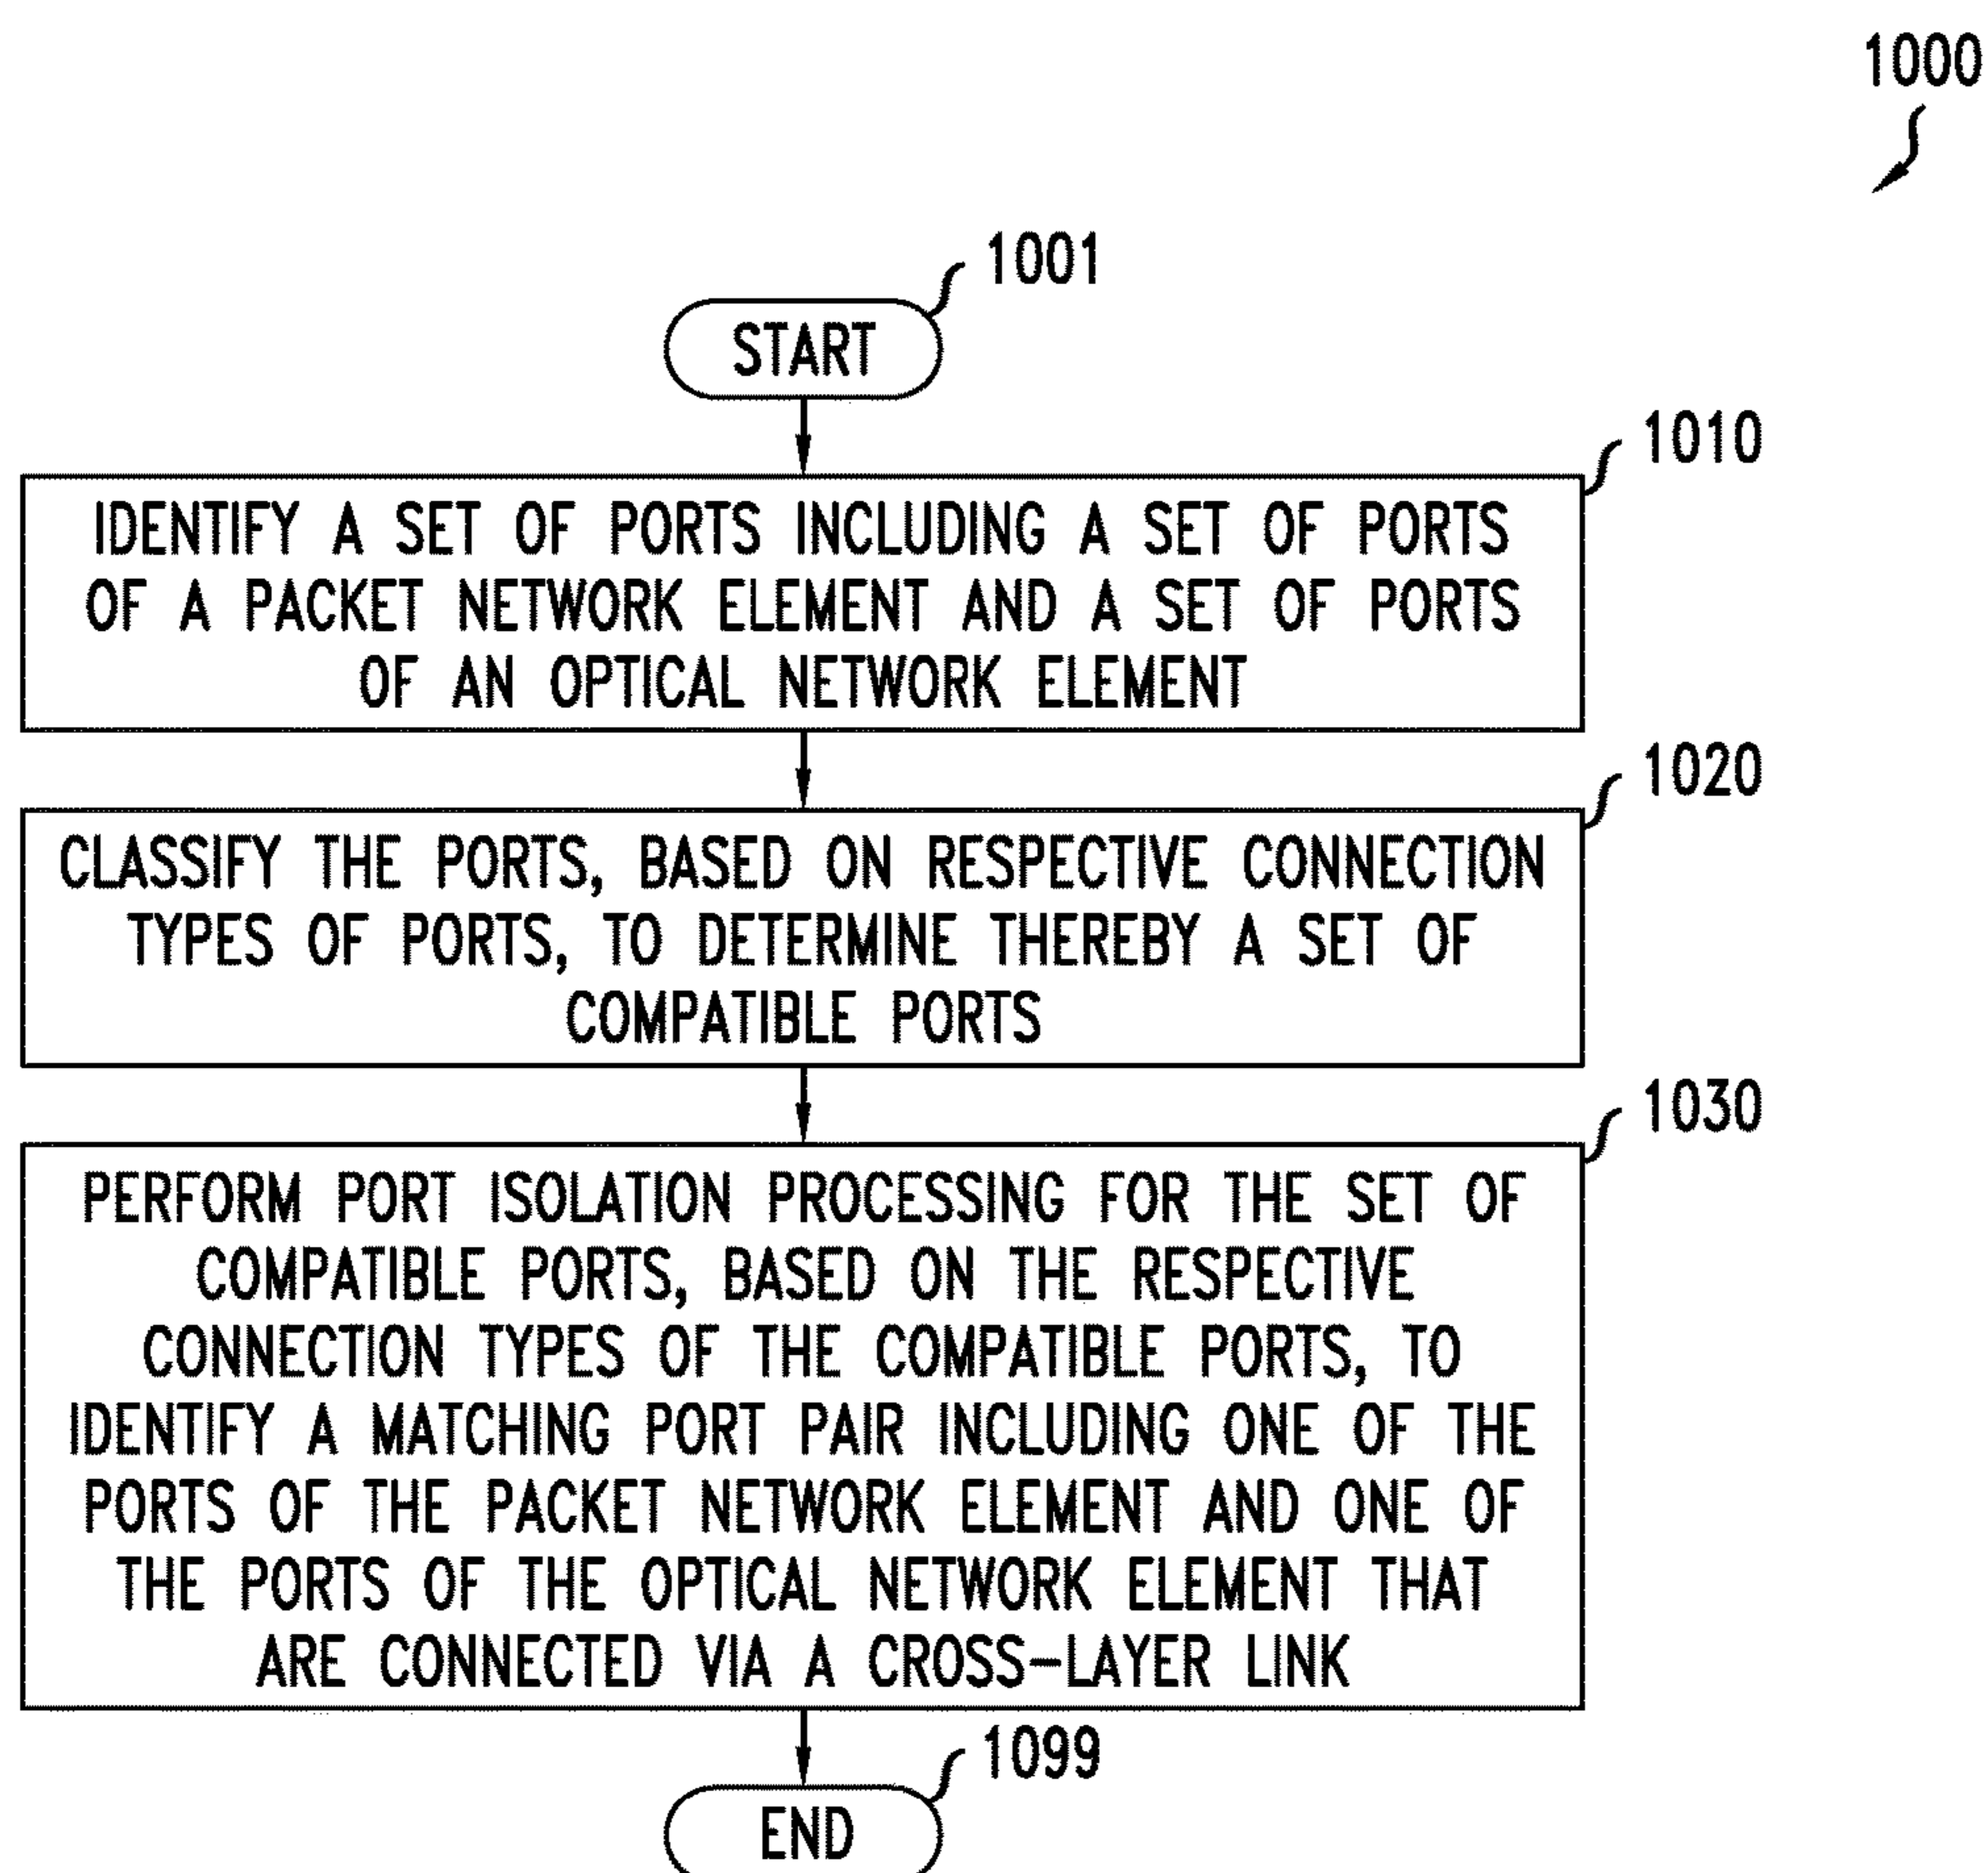 1000
1001
START
1010
IDENTIFY A SET OF PORTS INCLUDING A SET OF PORTS
OF A PACKET NETWORK ELEMENT AND A SET OF PORTS
OF AN OPTICAL NETWORK ELEMENT
1020
CLASSIFY THE PORTS, BASED ON RESPECTIVE CONNECTION
TYPES OF PORTS, TO DETERMINE THEREBY A SET OF
COMPATIBLE PORTS
1030
PERFORM PORT ISOLATION PROCESSING FOR THE SET OF
COMPATIBLE PORTS, BASED ON THE RESPECTIVE
CONNECTION TYPES OF THE COMPATIBLE PORTS, TO
IDENTIFY A MATCHING PORT PAIR INCLUDING ONE OF THE
PORTS OF THE PACKET NETWORK ELEMENT AND ONE OF
THE PORTS OF THE OPTICAL NETWORK ELEMENT THAT
ARE CONNECTED VIA A CROSS-LAYER LINK
1099
END